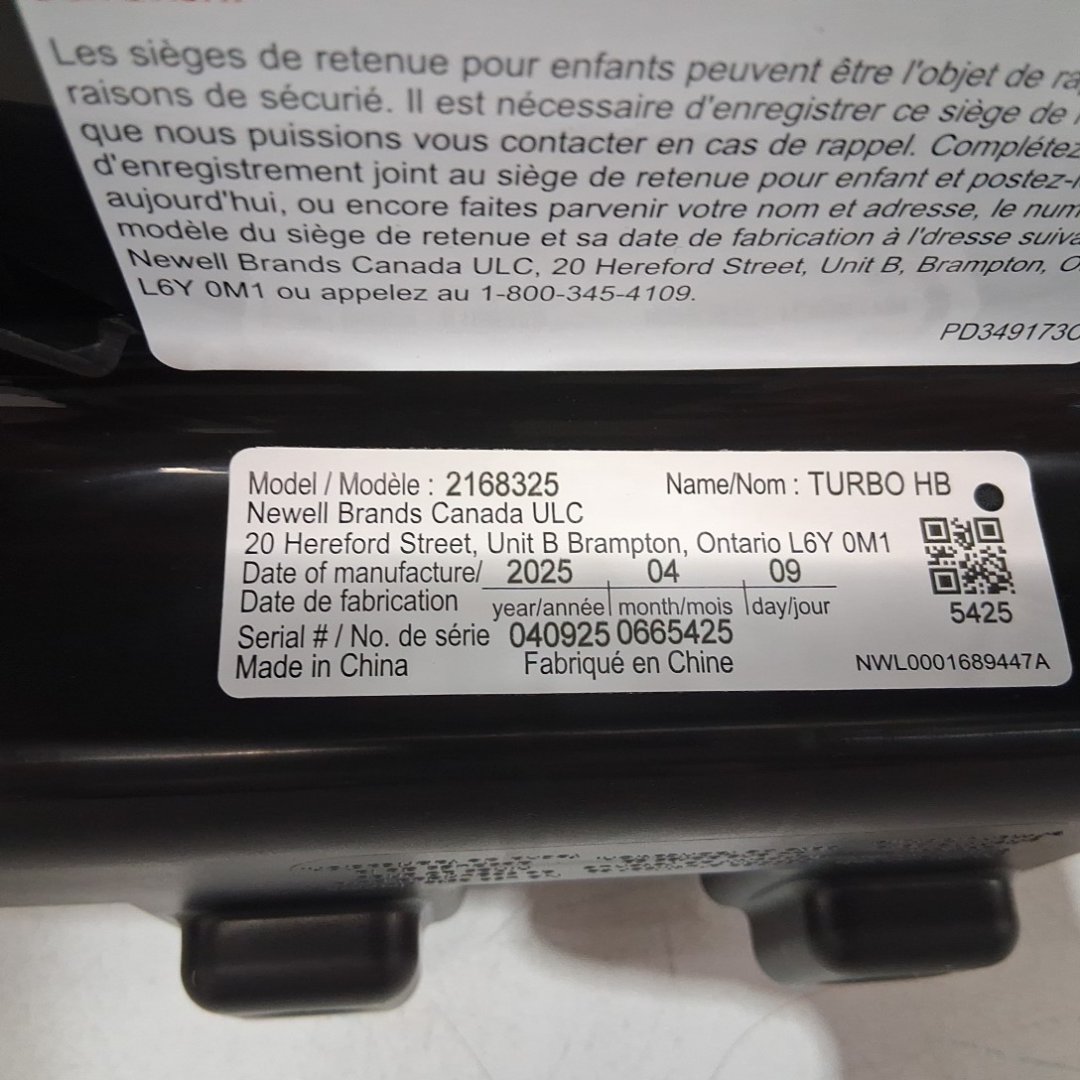 Les sièges de retenue pour enfants peuvent être l'objet de
raisons de sécurié. Il est nécessaire d'enregistrer ce siège de
que nous puissions vous contacter en cas de rappel. Complétez
d'enregistrement joint au siège de retenue pour enfant et postez-
aujourd'hui, ou encore faites parvenir votre nom et adresse, le
modèle du siège de retenue et sa date de fabrication à l'dresse
Newell Brands Canada ULC, 20 Hereford Street, Unit B, Brampton,
L6Y 0M1 ou appelez au 1-800-345-4109.
PD349173
Model / Modèle : 2168325 Name/Nom : TURBO HB
Newell Brands Canada ULC
20 Hereford Street, Unit B Brampton, Ontario L6Y 0M1
Date of manufacture/ 2025 04 09
Date de fabrication year/année month/mois day/jour
5425
Serial # / No. de série 040925 0665425
Made in China Fabriqué en Chine NWL0001689447A